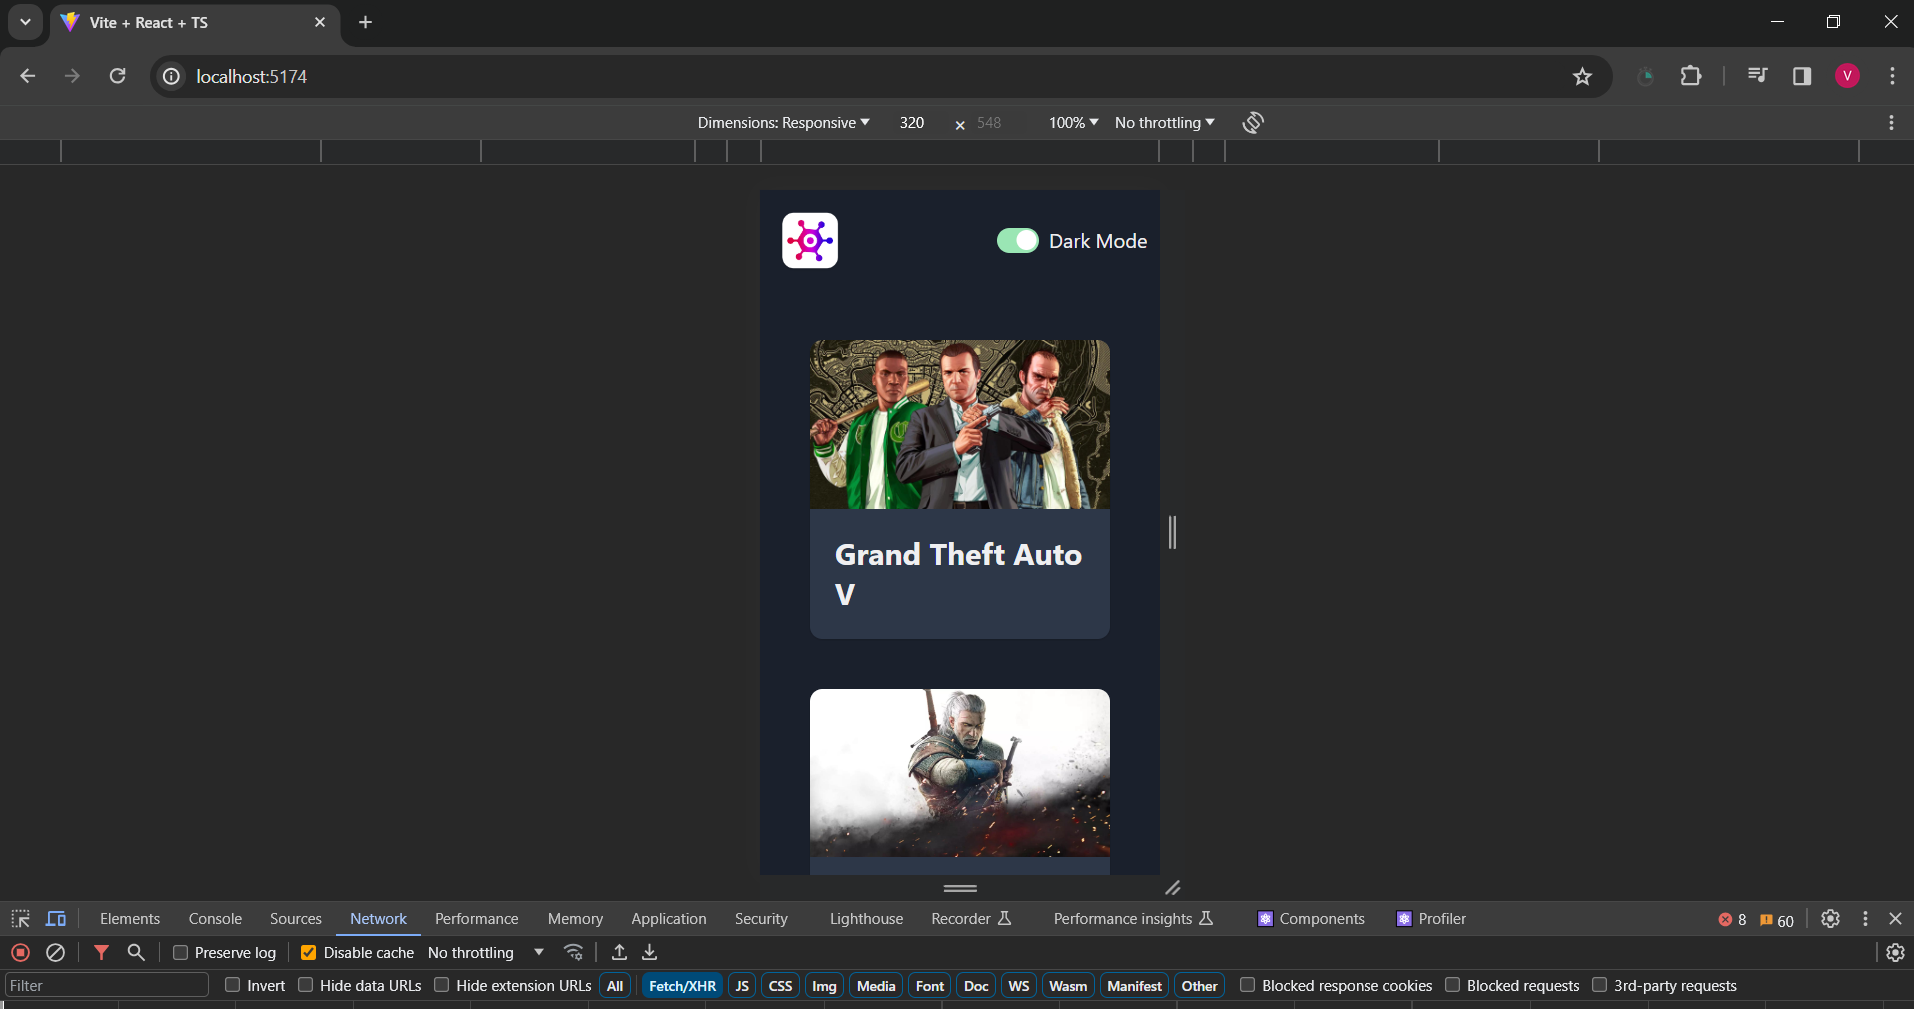 Vite + React + TS
localhost:5174
V
Dimensions: Responsive 320 × 548 100% No throttling
Dark Mode
Grand Theft Auto
V
Elements Console Sources Network Performance Memory Application Security Lighthouse Recorder Performance insights Components Profiler 8 60
Preserve log Disable cache No throttling
Filter Invert Hide data URLs Hide extension URLs All Fetch/XHR JS CSS Img Media Font Doc WS Wasm Manifest Other Blocked response cookies Blocked requests 3rd-party requests